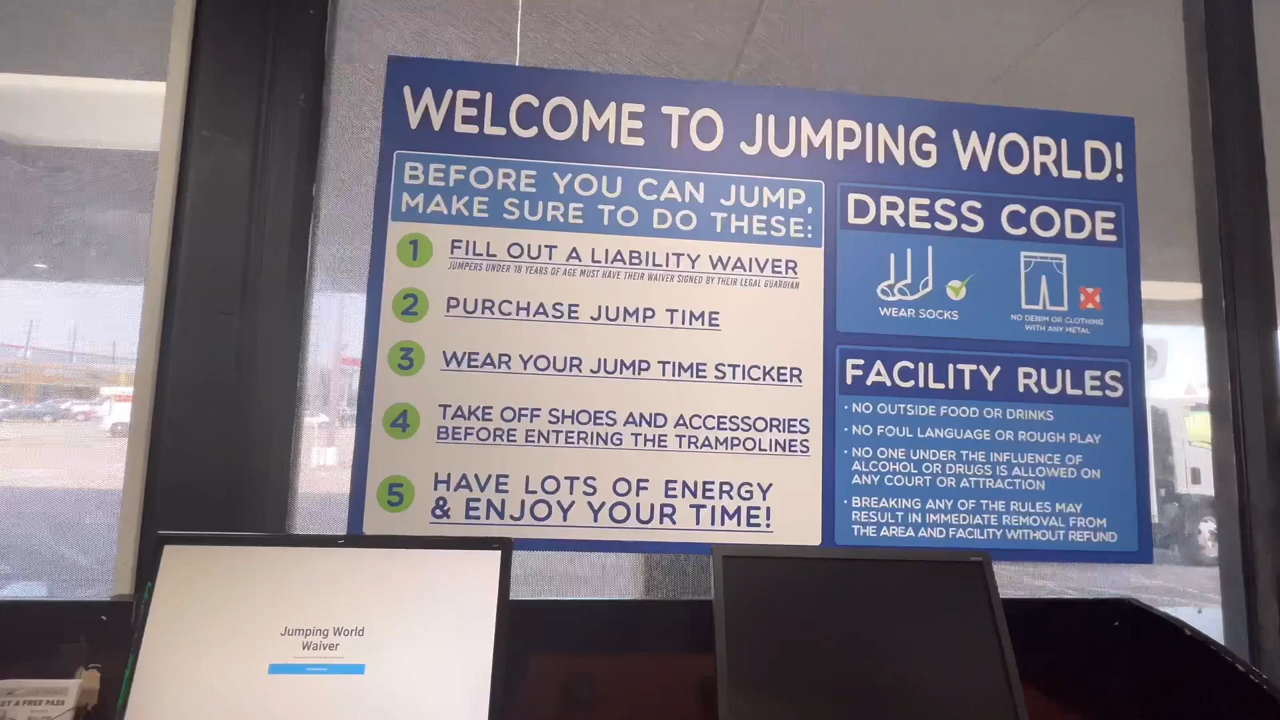 WELCOME TO JUMPING WORLD!
BEFORE YOU CAN JUMP,
MAKE SURE TO DO THESE:
1 FILL OUT A LIABILITY WAIVER
JUMPERS UNDER 18 YEARS OF AGE MUST HAVE THEIR WAIVER SIGNED BY THEIR LEGAL GUARDIAN
2 PURCHASE JUMP TIME
3 WEAR YOUR JUMP TIME STICKER
4 TAKE OFF SHOES AND ACCESSORIES
BEFORE ENTERING THE TRAMPOLINES
5 HAVE LOTS OF ENERGY
& ENJOY YOUR TIME!
DRESS CODE
WEAR SOCKS
NO DENIM OR CLOTHING
WITH ANY METAL
FACILITY RULES
· NO OUTSIDE FOOD OR DRINKS
· NO FOUL LANGUAGE OR ROUGH PLAY
· NO ONE UNDER THE INFLUENCE OF
ALCOHOL OR DRUGS IS ALLOWED ON
ANY COURT OR ATTRACTION
· BREAKING ANY OF THE RULES MAY
RESULT IN IMMEDIATE REMOVAL FROM
THE AREA AND FACILITY WITHOUT REFUND
Jumping World
Waiver
A FREE PASS